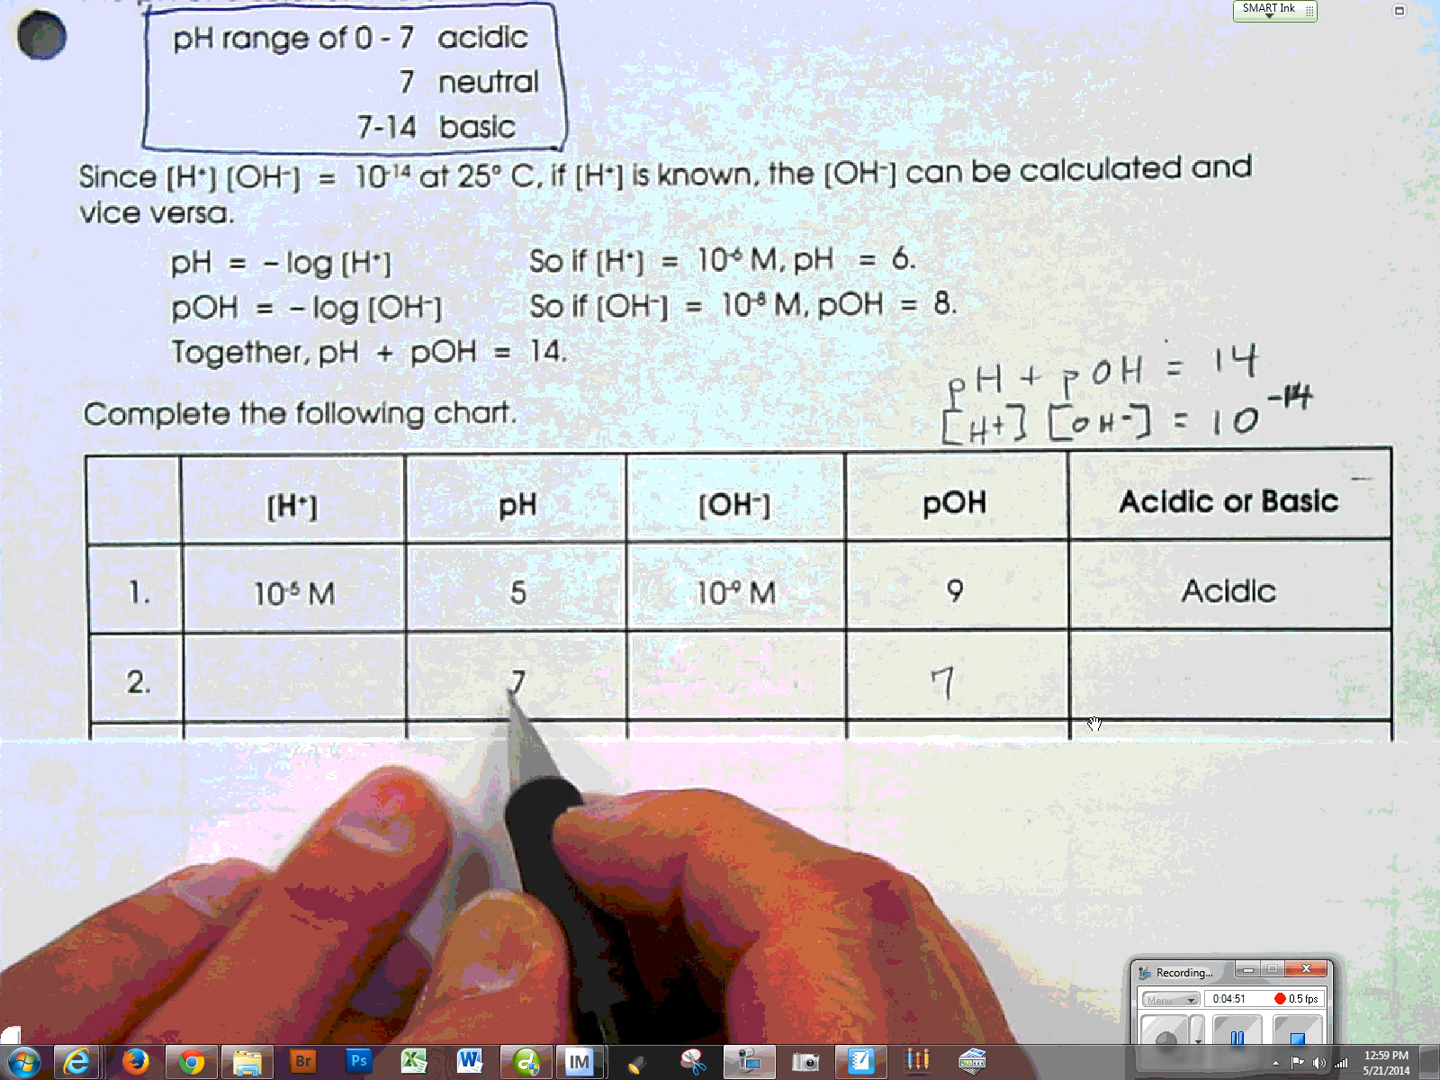 SMART Ink
pH range of 0 - 7 acidic
7 neutral
7-14 basic
Since [H⁺] [OH⁻] = 10⁻¹⁴ at 25° C, if [H⁺] is known, the [OH⁻] can be calculated and
vice versa.
pH = – log [H⁺] So if [H⁺] = 10⁻⁶ M, pH = 6.
pOH = – log [OH⁻] So if [OH⁻] = 10⁻⁸ M, pOH = 8.
Together, pH + pOH = 14.
pH + pOH = 14
[H+] [OH-] = 10⁻¹⁴
Complete the following chart.
[H⁺] pH [OH⁻] pOH Acidic or Basic
1. 10⁻⁵ M 5 10⁻⁹ M 9 Acidic
2. 7 7
Recording...
Menu 0:04:51 0.5 fps
Br Ps IM
12:59 PM
5/21/2014